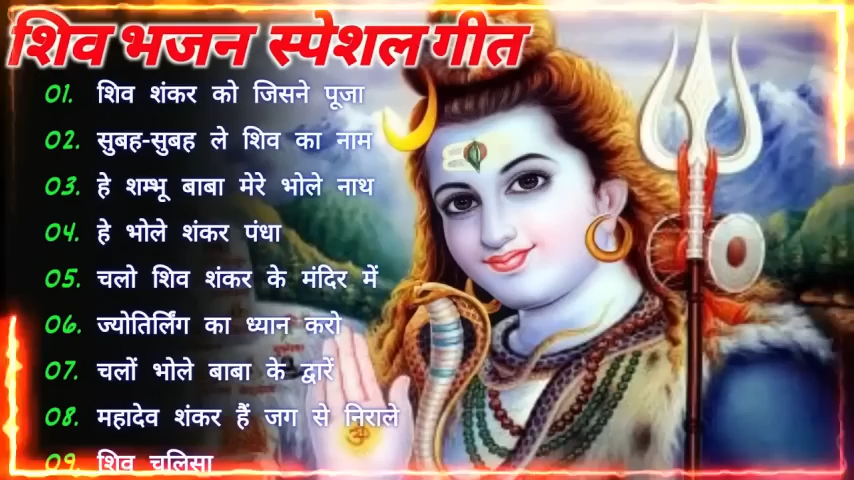 शिव भजन स्पेशल गीत
01. शिव शंकर को जिसने पूजा
02. सुबह-सुबह ले शिव का नाम
03. हे शम्भू बाबा मेरे भोले नाथ
04. हे भोले शंकर पंधा
05. चलो शिव शंकर के मंदिर में
06. ज्योतिर्लिंग का ध्यान करो
07. चलों भोले बाबा के द्वारें
08. महादेव शंकर हैं जग से निराले
09. शिव चलिसा
ॐ